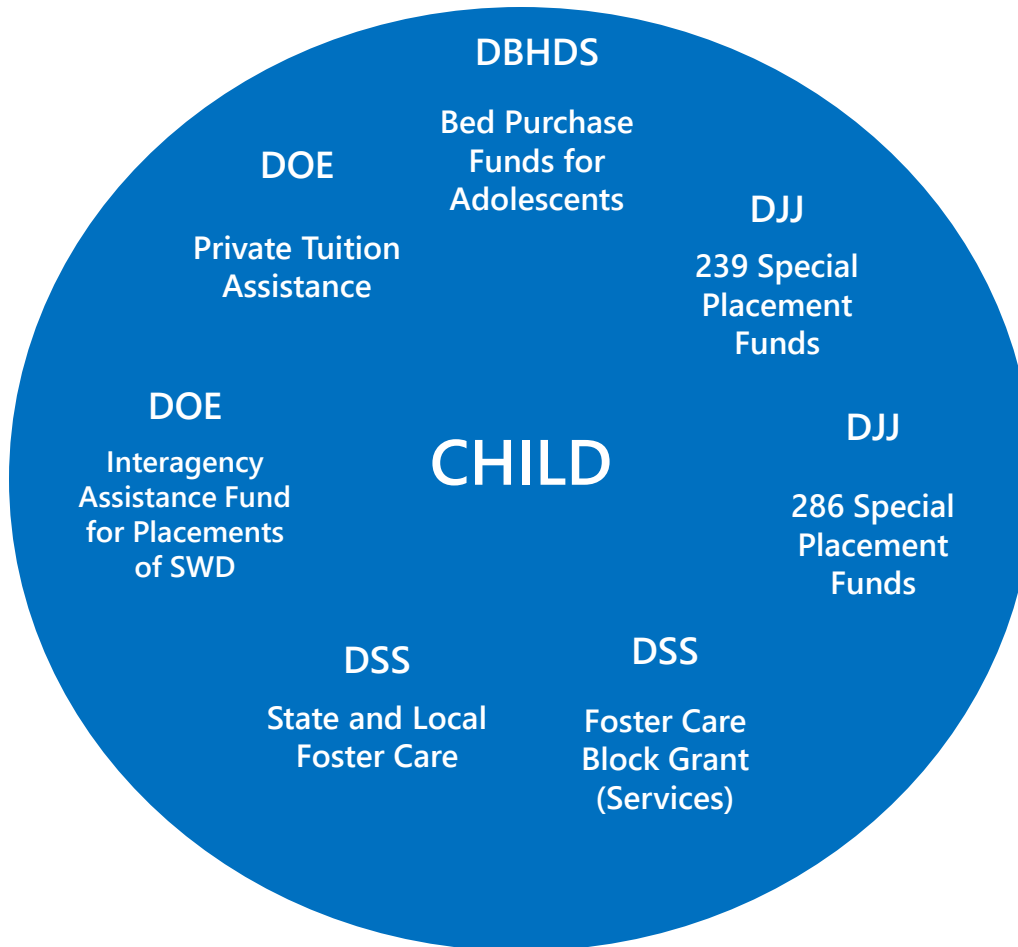 DBHDS
Bed Purchase
Funds for
Adolescents
DOE
Private Tuition
Assistance
DJJ
239 Special
Placement
Funds
DOE
Interagency
Assistance Fund
for Placements
of SWD
CHILD
DJJ
286 Special
Placement
Funds
DSS
State and Local
Foster Care
DSS
Foster Care
Block Grant
(Services)